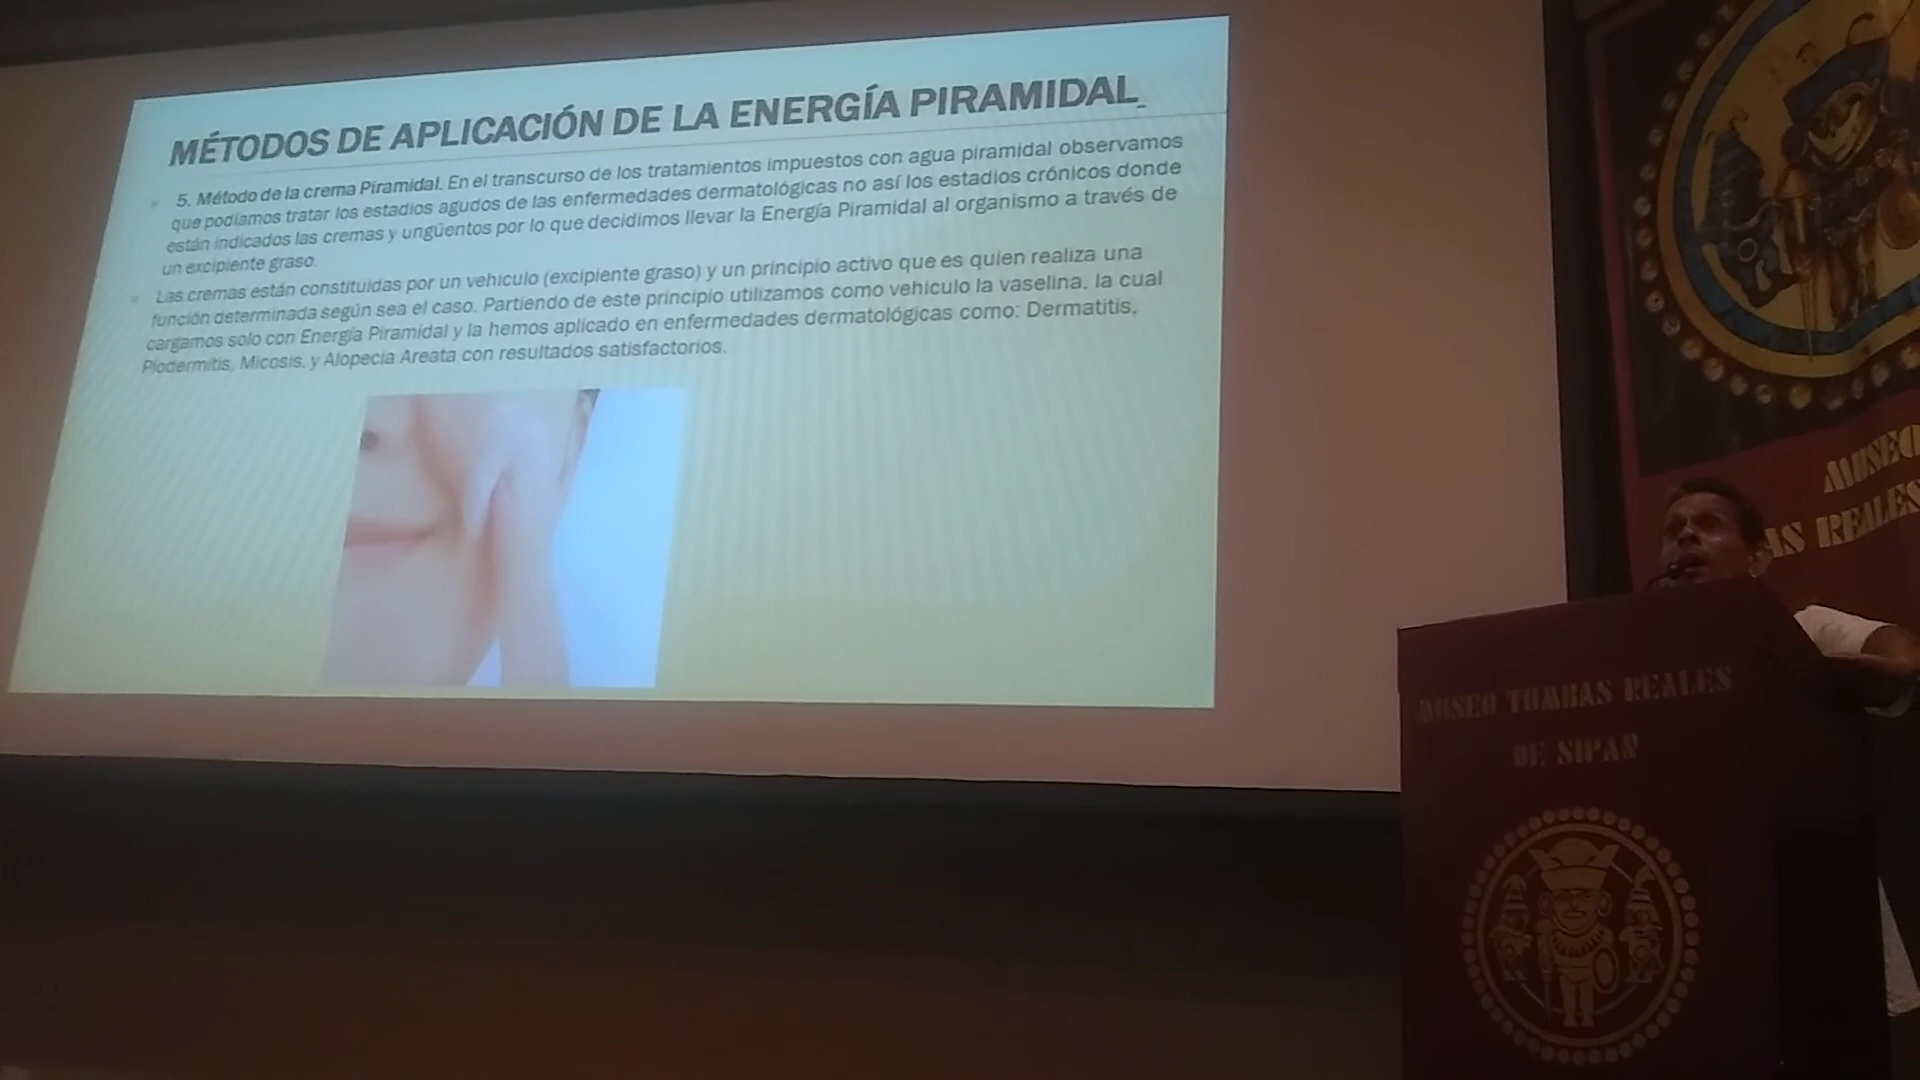 MÉTODOS DE APLICACIÓN DE LA ENERGÍA PIRAMIDAL
5. Método de la crema Piramidal. En el transcurso de los tratamientos impuestos con agua piramidal observamos
que podíamos tratar los estadios agudos de las enfermedades dermatológicas no así los estadios crónicos donde
están indicados las cremas y ungüentos por lo que decidimos llevar la Energía Piramidal al organismo a través de
un excipiente graso.
Las cremas están constituidas por un vehículo (excipiente graso) y un principio activo que es quien realiza una
función determinada según sea el caso. Partiendo de este principio utilizamos como vehículo la vaselina, la cual
cargamos solo con Energía Piramidal y la hemos aplicado en enfermedades dermatológicas como: Dermatitis,
Piodermitis, Micosis, y Alopecia Areata con resultados satisfactorios.
MUSEO
AS REALES
MUSEO TUMBAS REALES
DE SIPAN